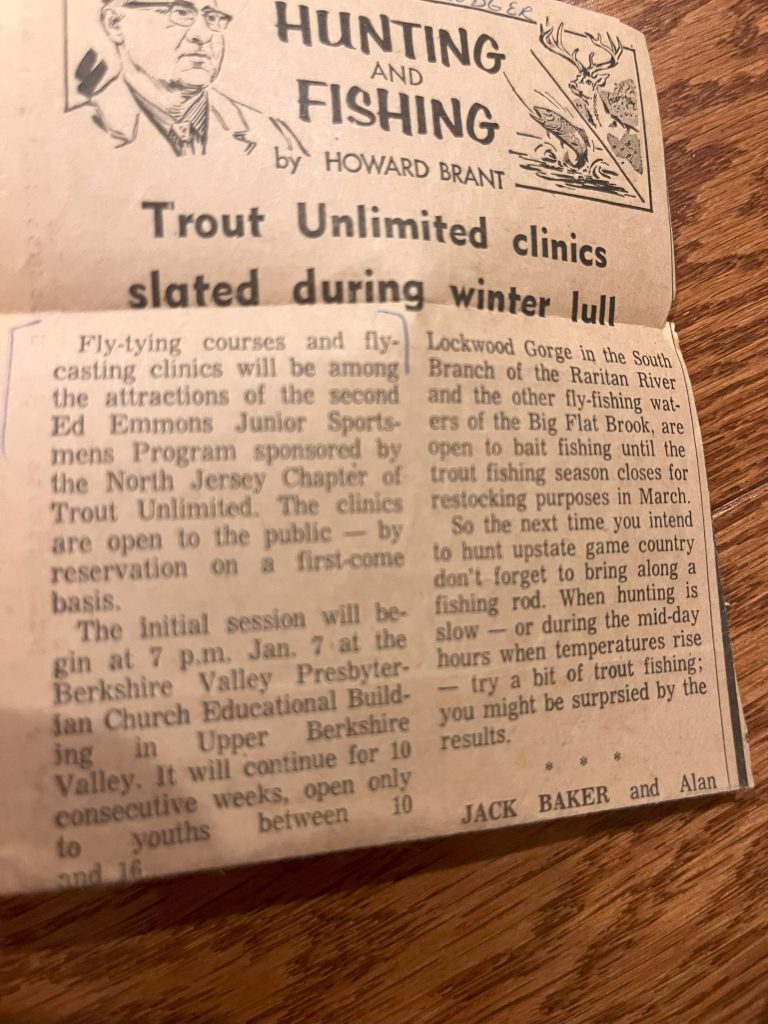 HUNTING
AND
FISHING
by HOWARD BRANT
Trout Unlimited clinics
slated during winter lull
Fly-tying courses and fly-
casting clinics will be among
the attractions of the second
Ed Emmons Junior Sports-
mens Program sponsored by
the North Jersey Chapter of
Trout Unlimited. The clinics
are open to the public — by
reservation on a first-come
basis.
The initial session will be-
gin at 7 p.m. Jan. 7 at the
Berkshire Valley Presbyter-
ian Church Educational Build-
ing in Upper Berkshire
Valley. It will continue for 10
consecutive weeks, open only
to youths between 10
and 16.
Lockwood Gorge in the South
Branch of the Raritan River
and the other fly-fishing wat-
ers of the Big Flat Brook, are
open to bait fishing until the
trout fishing season closes for
restocking purposes in March.
So the next time you intend
to hunt upstate game country
don't forget to bring along a
fishing rod. When hunting is
slow — or during the mid-day
hours when temperatures rise
— try a bit of trout fishing;
you might be surprsied by the
results.
* * *
JACK BAKER and Alan